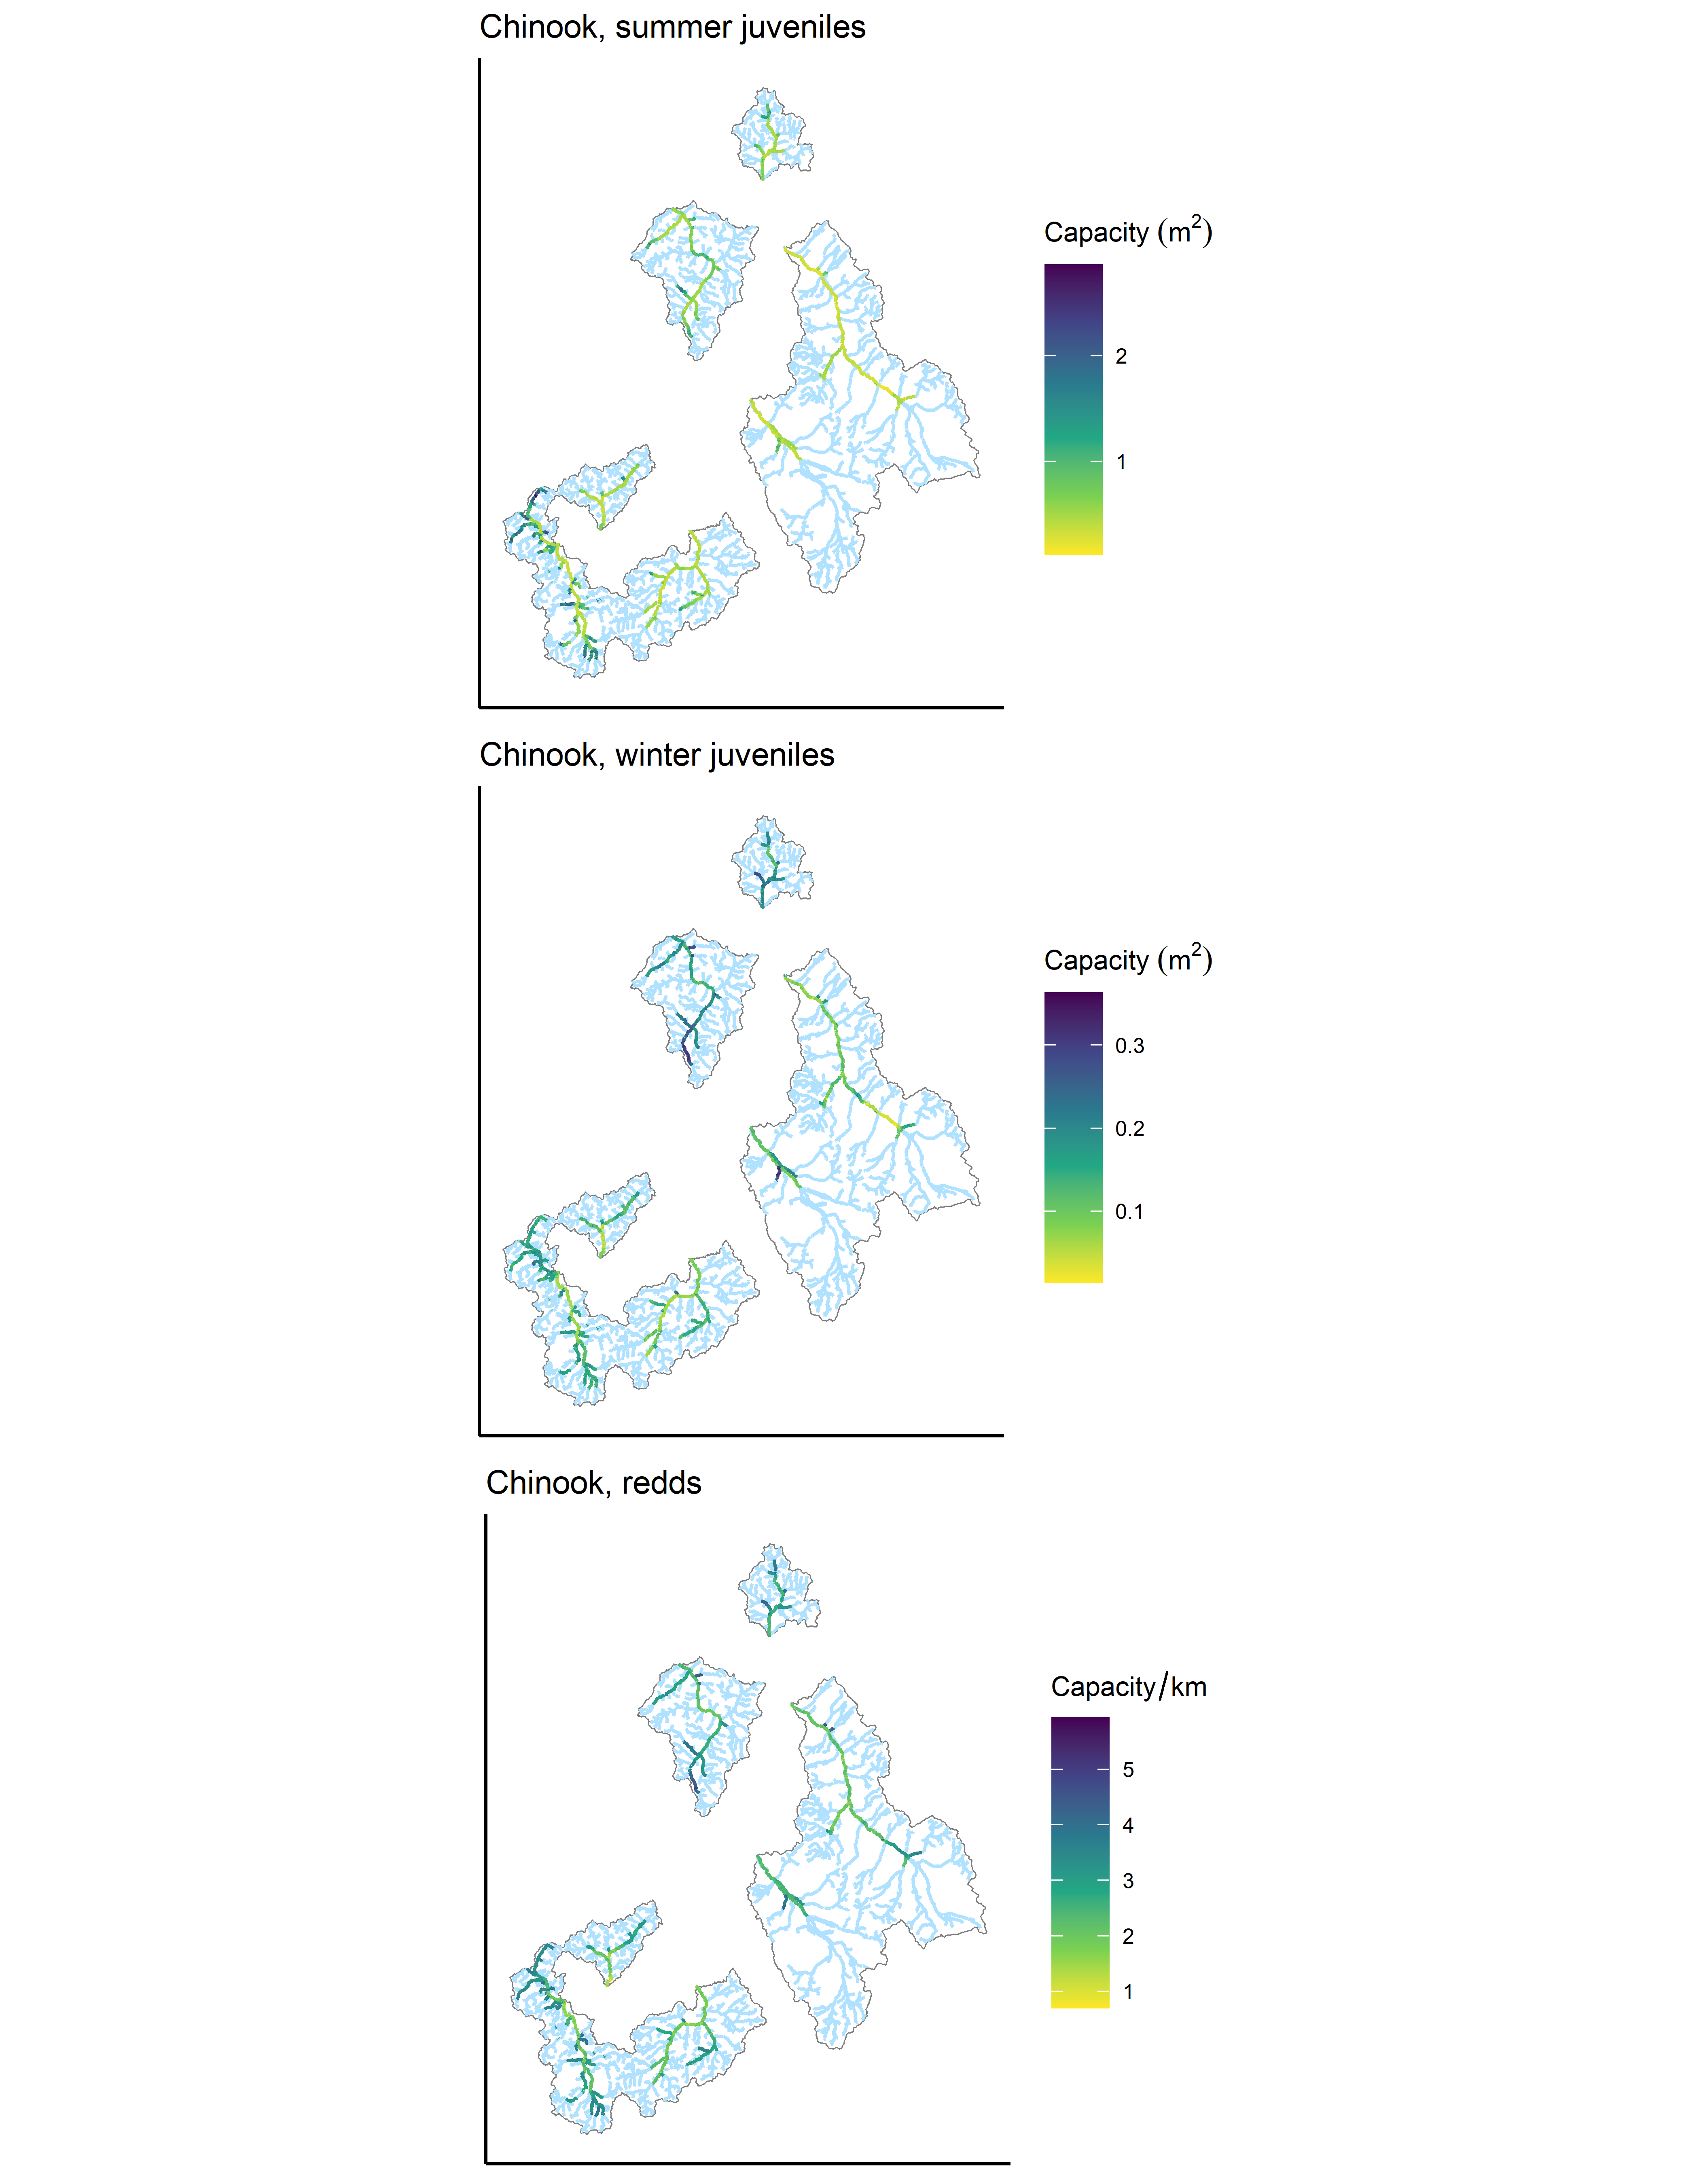 Chinook, summer juveniles
Capacity (m²)
2
1
Chinook, winter juveniles
Capacity (m²)
0.3
0.2
0.1
Chinook, redds
Capacity/km
5
4
3
2
1